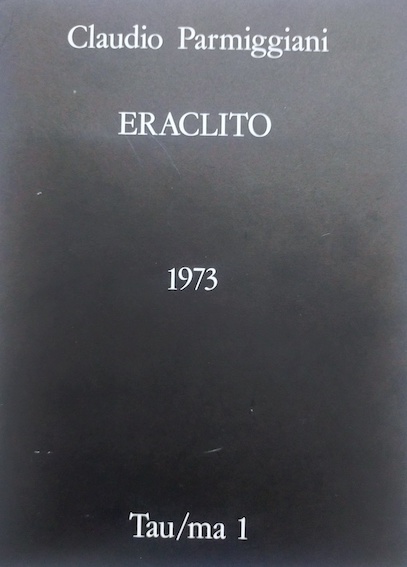 Claudio Parmiggiani
ERACLITO
1973
Tau/ma 1